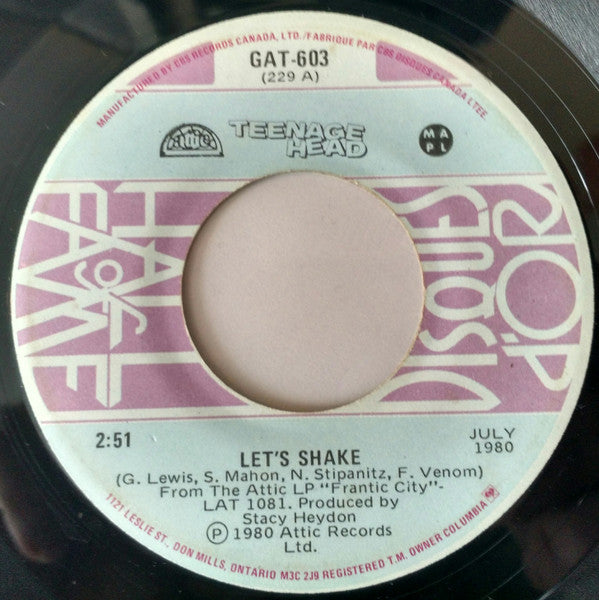 MANUFACTURED BY CBS RECORDS CANADA, LTD./FABRIQUE PAR CBS DISQUES CANADA LTEE.
GAT-603
(229 A)
attic
TEENAGE
HEAD
M A
P L
HALL
of
FAME
DISQUES
D'OR
2:51
JULY
1980
LET'S SHAKE
(G. Lewis, S. Mahon, N. Stipanitz, F. Venom)
From The Attic LP "Frantic City"-
LAT 1081. Produced by
Stacy Heydon
Ⓟ 1980 Attic Records
Ltd.
1121 LESLIE ST., DON MILLS, ONTARIO M3C 2J9 REGISTERED T.M. OWNER COLUMBIA